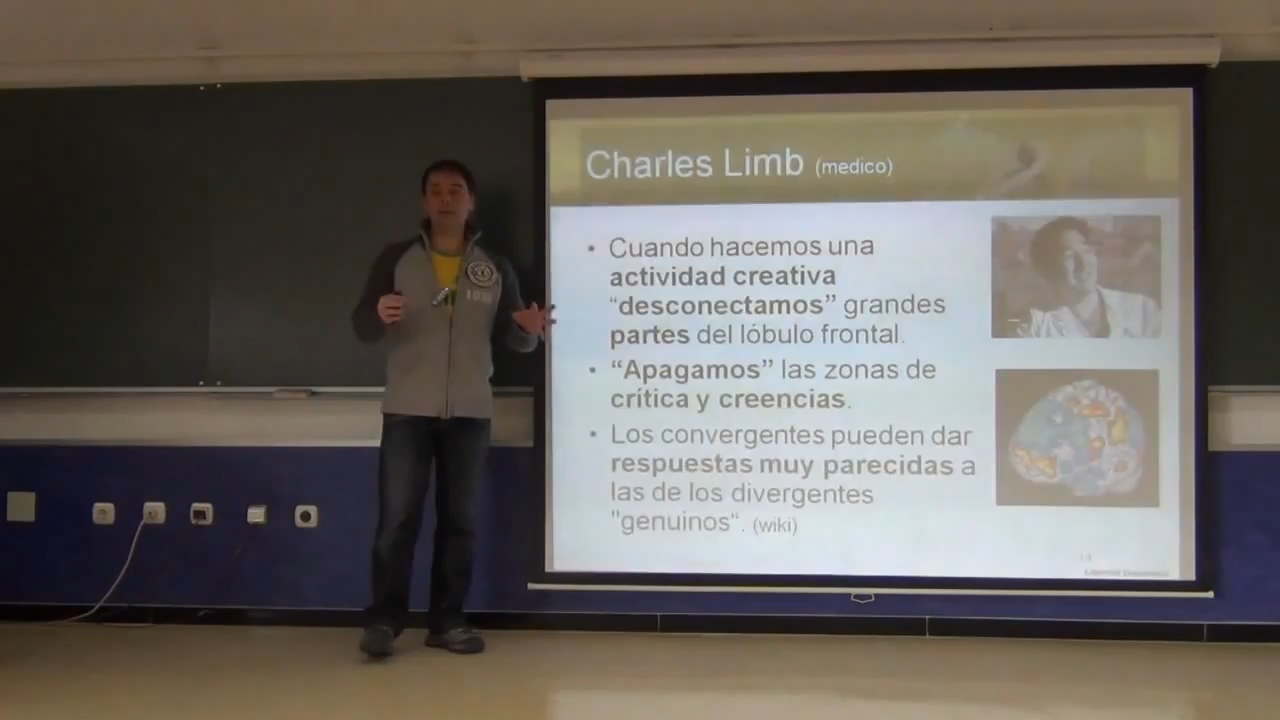 Charles Limb (medico)
• Cuando hacemos una
actividad creativa
“desconectamos” grandes
partes del lóbulo frontal.
• “Apagamos” las zonas de
crítica y creencias.
• Los convergentes pueden dar
respuestas muy parecidas a
las de los divergentes
"genuinos". (wiki)